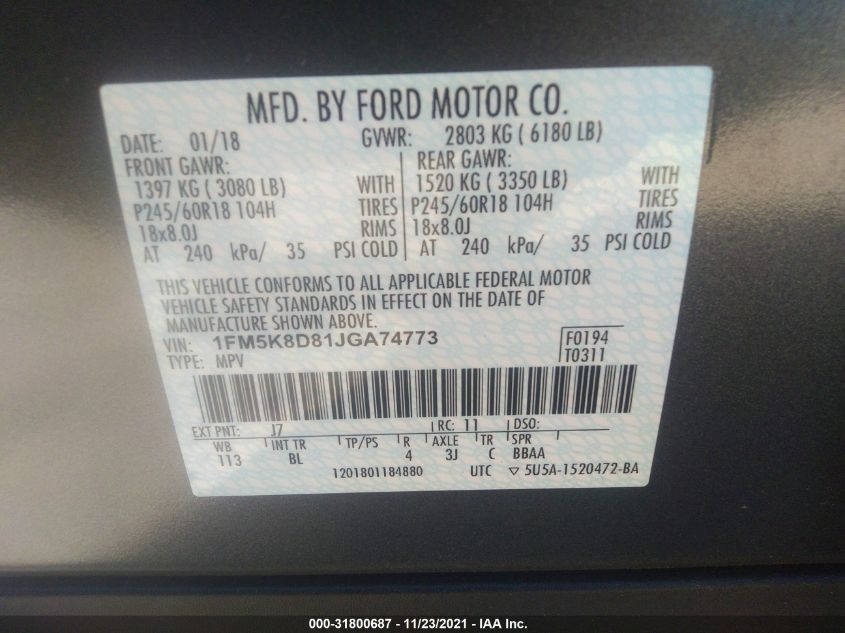 MFD. BY FORD MOTOR CO.
DATE: 01/18 GVWR: 2803 KG ( 6180 LB)
FRONT GAWR: REAR GAWR:
1397 KG ( 3080 LB) WITH 1520 KG ( 3350 LB) WITH
P245/60R18 104H TIRES P245/60R18 104H TIRES
18x8.0J RIMS 18x8.0J RIMS
AT 240 kPa/ 35 PSI COLD AT 240 kPa/ 35 PSI COLD
THIS VEHICLE CONFORMS TO ALL APPLICABLE FEDERAL MOTOR
VEHICLE SAFETY STANDARDS IN EFFECT ON THE DATE OF
MANUFACTURE SHOWN ABOVE.
VIN: 1FM5K8D81JGA74773 F0194
TYPE: MPV T0311
EXT PNT: J7 RC: 11 DSO:
WB INT TR TP/PS R AXLE TR SPR
113 BL 4 3J C BBAA
1201801184880 UTC ▽ 5U5A-1520472-BA
000-31800687 - 11/23/2021 - IAA Inc.